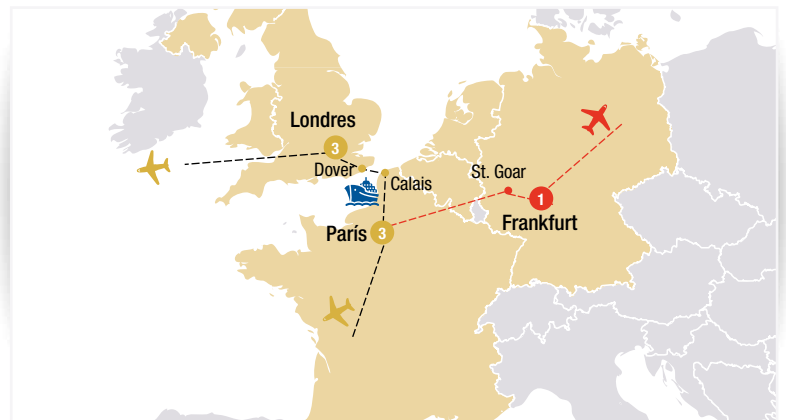 Londres
3
Dover
Calais
St. Goar
1
Frankfurt
París
3